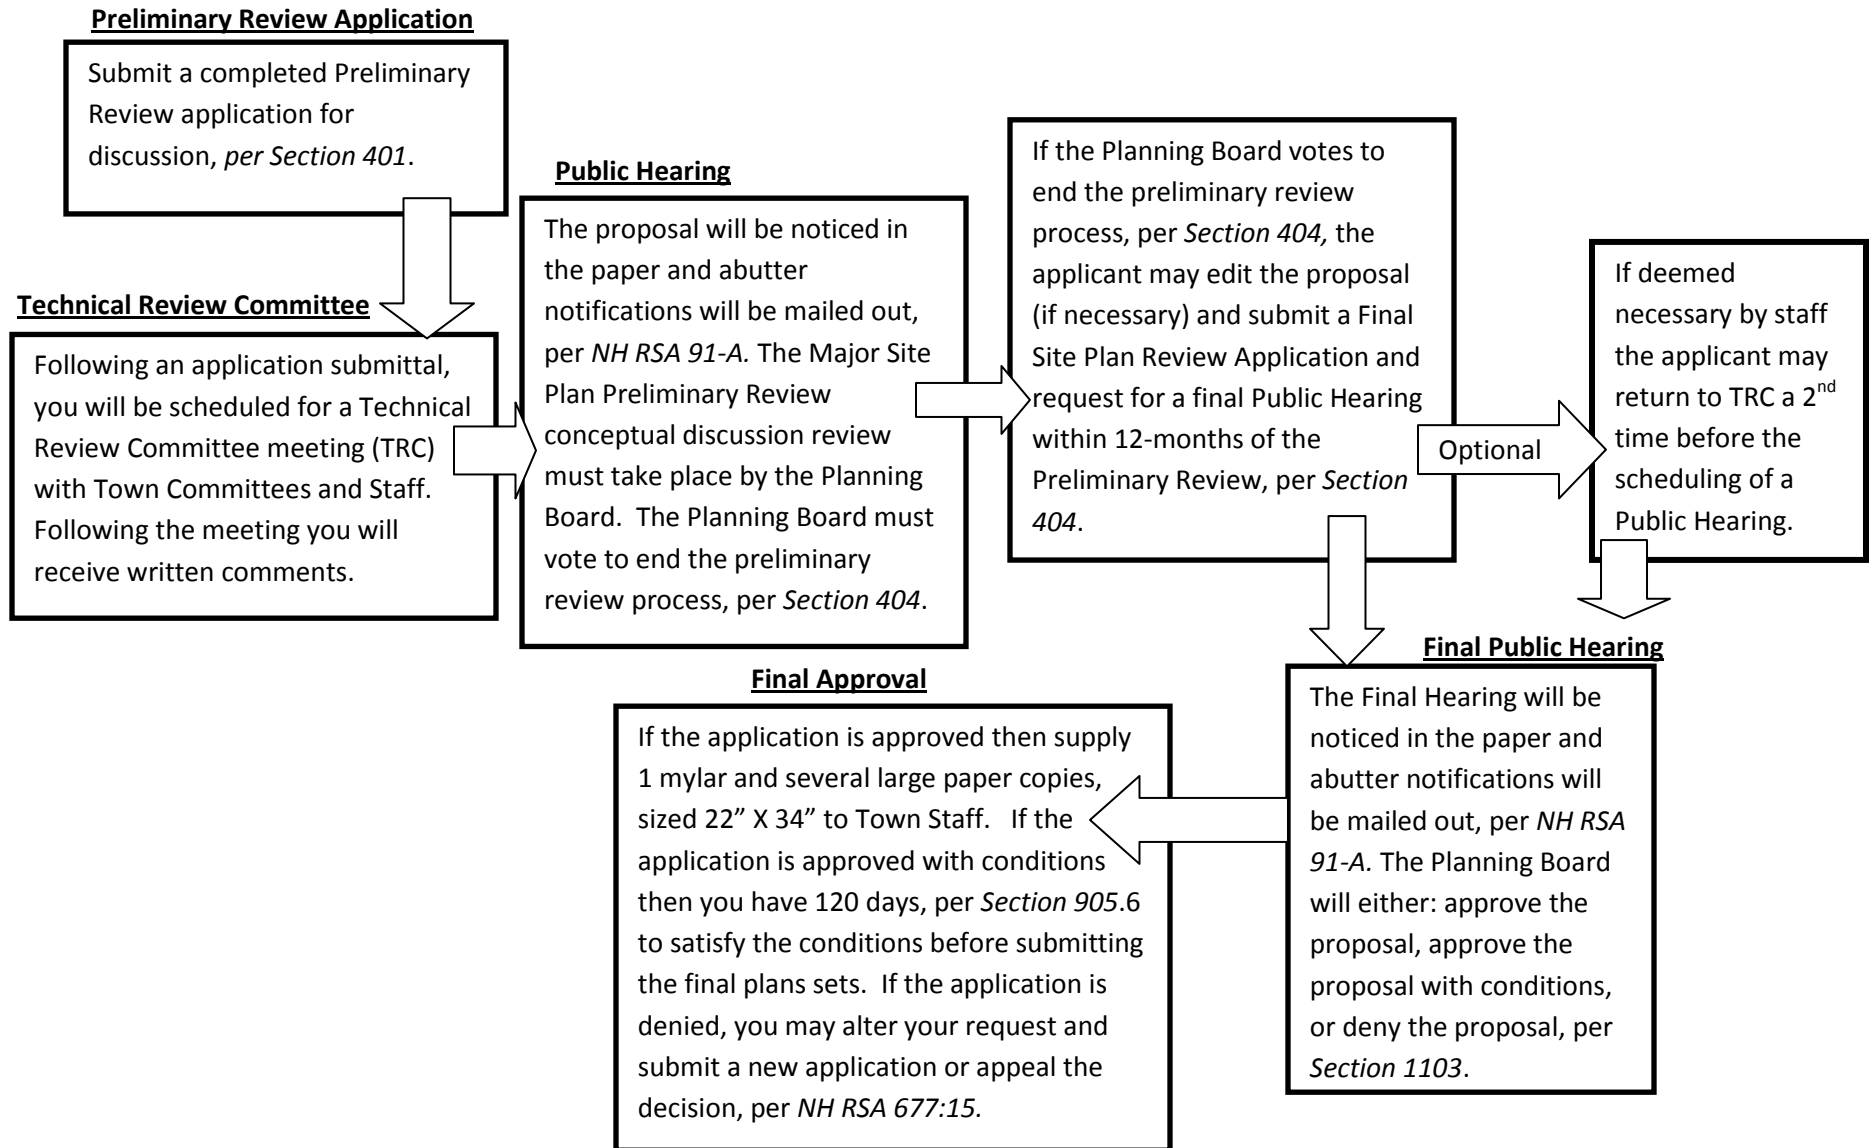 Preliminary Review Application
Submit a completed Preliminary
Review application for
discussion, per Section 401.
Technical Review Committee
Following an application submittal,
you will be scheduled for a Technical
Review Committee meeting (TRC)
with Town Committees and Staff.
Following the meeting you will
receive written comments.
Public Hearing
The proposal will be noticed in
the paper and abutter
notifications will be mailed out,
per NH RSA 91-A. The Major Site
Plan Preliminary Review
conceptual discussion review
must take place by the Planning
Board.  The Planning Board must
vote to end the preliminary
review process, per Section 404.
If the Planning Board votes to
end the preliminary review
process, per Section 404, the
applicant may edit the proposal
(if necessary) and submit a Final
Site Plan Review Application and
request for a final Public Hearing
within 12-months of the
Preliminary Review, per Section
404.
Optional
If deemed
necessary by staff
the applicant may
return to TRC a 2nd
time before the
scheduling of a
Public Hearing.
Final Public Hearing
The Final Hearing will be
noticed in the paper and
abutter notifications will
be mailed out, per NH RSA
91-A. The Planning Board
will either: approve the
proposal, approve the
proposal with conditions,
or deny the proposal, per
Section 1103.
Final Approval
If the application is approved then supply
1 mylar and several large paper copies,
sized 22” X 34” to Town Staff.   If the
application is approved with conditions
then you have 120 days, per Section 905.6
to satisfy the conditions before submitting
the final plans sets.  If the application is
denied, you may alter your request and
submit a new application or appeal the
decision, per NH RSA 677:15.